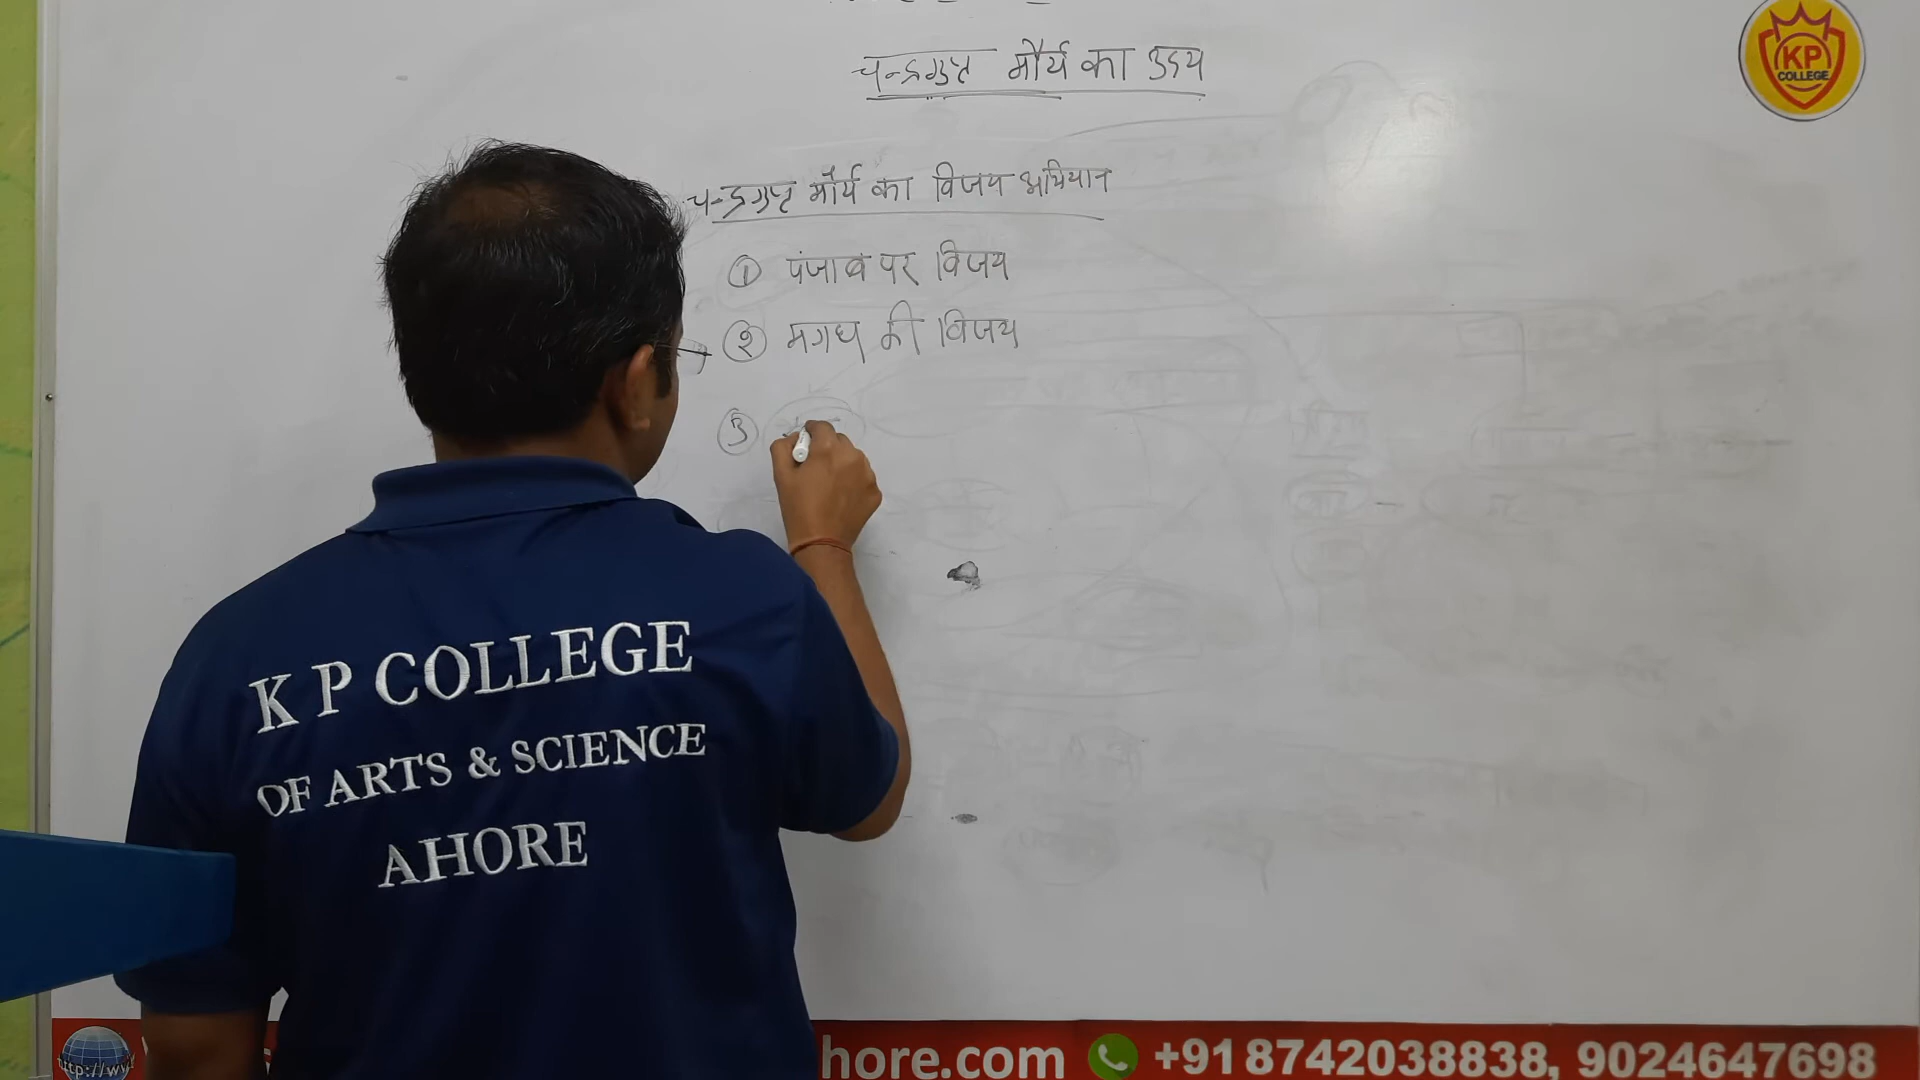 चन्द्रगुप्त मौर्य का उदय
KP
COLLEGE
चन्द्रगुप्त मौर्य का विजय अभियान
① पंजाब पर विजय
② मगध की विजय
③
K P COLLEGE
OF ARTS & SCIENCE
AHORE
http://w
hore.com +91 8742038838, 9024647698